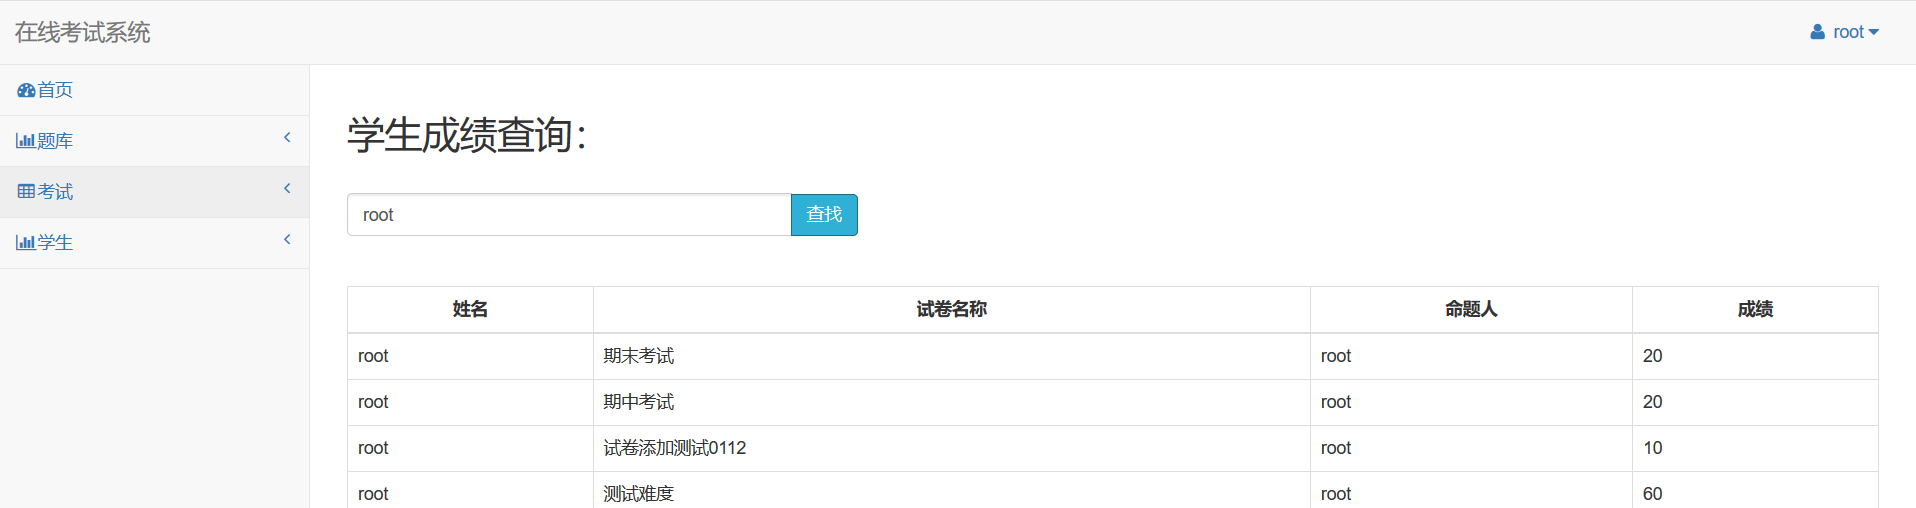 在线考试系统
root
首页
题库
考试
学生
学生成绩查询：
root 查找
姓名 试卷名称 命题人 成绩
root 期末考试 root 20
root 期中考试 root 20
root 试卷添加测试0112 root 10
root 测试难度 root 60